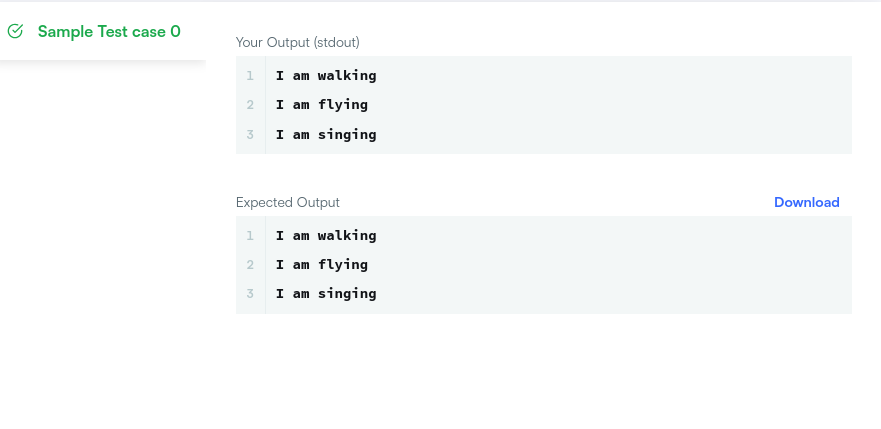 Sample Test case 0
Your Output (stdout)
1 I am walking
2 I am flying
3 I am singing
Expected Output Download
1 I am walking
2 I am flying
3 I am singing